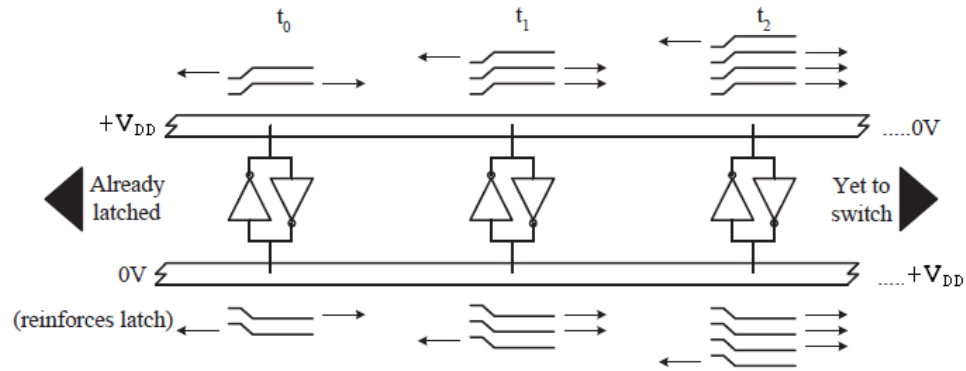 t0 t1 t2
+VDD .....0V
Already
latched
Yet to
switch
0V .....+VDD
(reinforces latch)